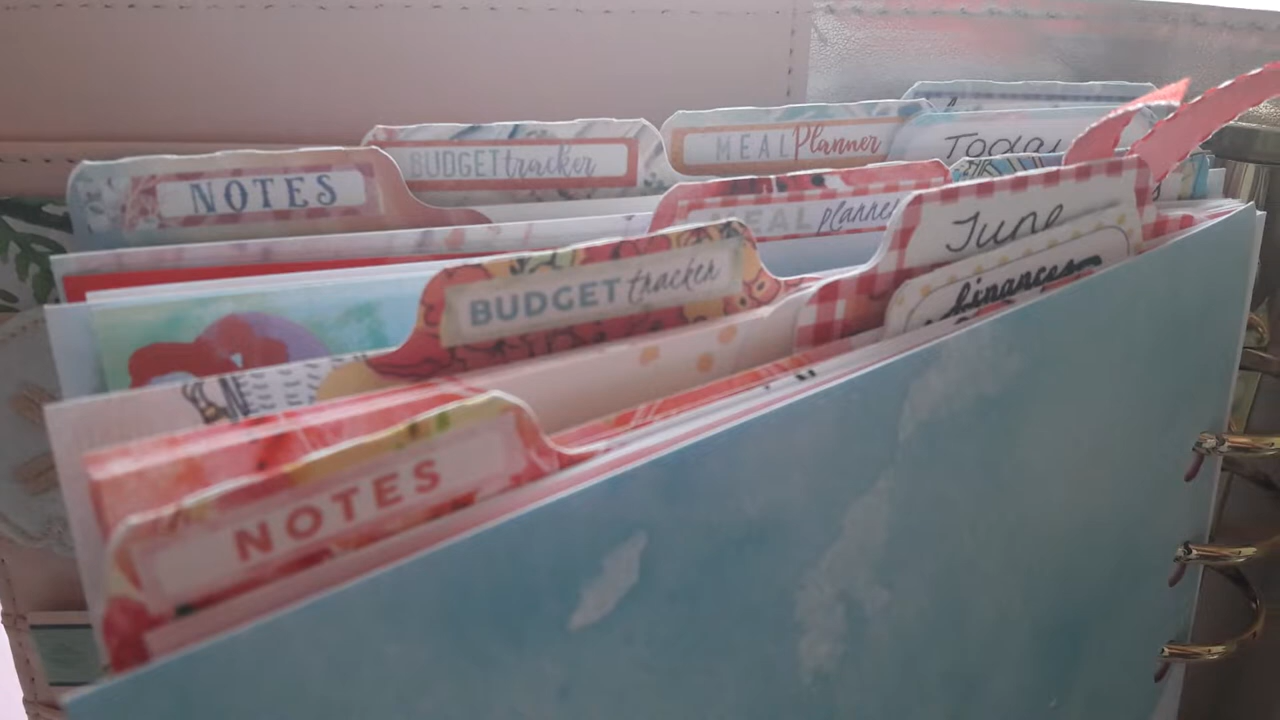 Today
MEAL Planner
BUDGET tracker
NOTES
MEAL planner
June
BUDGET tracker
finances
NOTES